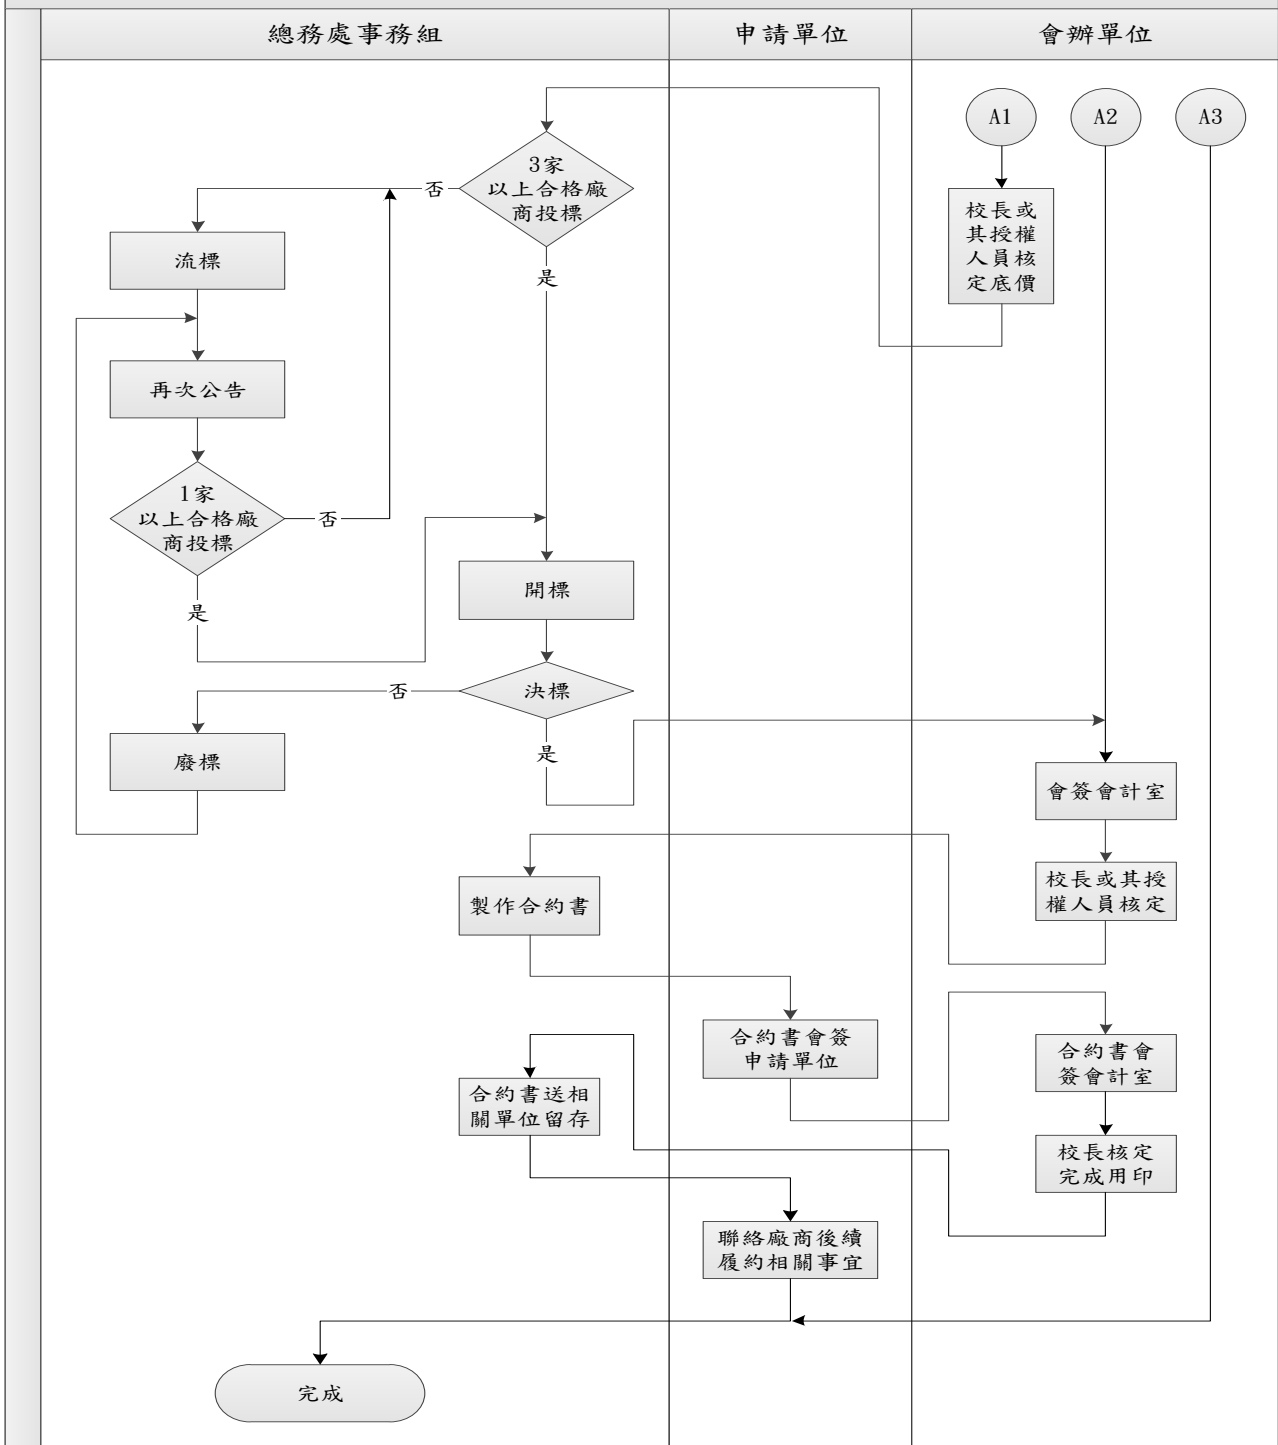 總務處事務組
申請單位
會辦單位
A1
A2
A3
3家
以上合格廠
商投標
否
是
校長或
其授權
人員核
定底價
流標
再次公告
1家
以上合格廠
商投標
否
是
開標
決標
否
是
廢標
會簽會計室
校長或其授
權人員核定
製作合約書
合約書會簽
申請單位
合約書會
簽會計室
合約書送相
關單位留存
校長核定
完成用印
聯絡廠商後續
履約相關事宜
完成